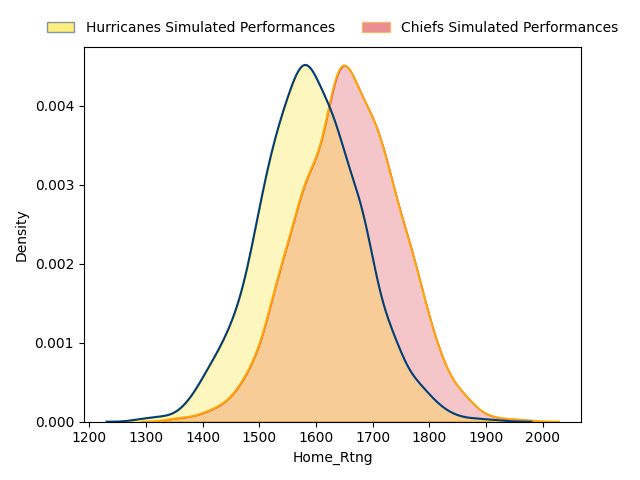 Hurricanes Simulated Performances Chiefs Simulated Performances
0.004
0.003
0.002
0.001
0.000
Density
1200 1300 1400 1500 1600 1700 1800 1900 2000
Home_Rtng